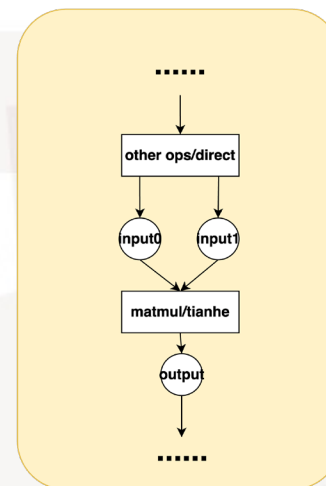 ......
other ops/direct
input0
input1
matmul/tianhe
output
......